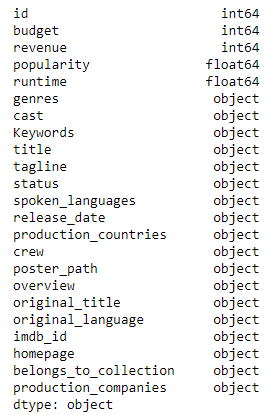 id int64
budget int64
revenue int64
popularity float64
runtime float64
genres object
cast object
Keywords object
title object
tagline object
status object
spoken_languages object
release_date object
production_countries object
crew object
poster_path object
overview object
original_title object
original_language object
imdb_id object
homepage object
belongs_to_collection object
production_companies object
dtype: object